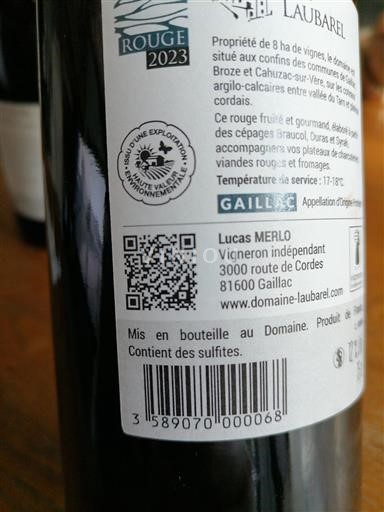 LAUBAREL
ROUGE
2023
Propriété de 8 ha de vignes, le domaine est
situé aux confins des communes de Gaillac,
Broze et Cahuzac-sur-Vère, sur les coteaux
argilo-calcaires entre vallée du Tarn et plateau
cordais.
Ce rouge fruité et gourmand, élaboré à partir
des cépages Braucol, Duras et Syrah,
accompagnera vos plateaux de charcuterie,
viandes rouges et fromages.
Température de service : 17-18°C
GAILLAC Appellation d'Origine
ISSU D'UNE EXPLOITATION
HAUTE VALEUR
ENVIRONNEMENTALE
Lucas MERLO
Vigneron indépendant
3000 route de Cordes
81600 Gaillac
www.domaine-laubarel.com
Mis en bouteille au Domaine. Produit de
Contient des sulfites.
3 589070 000068